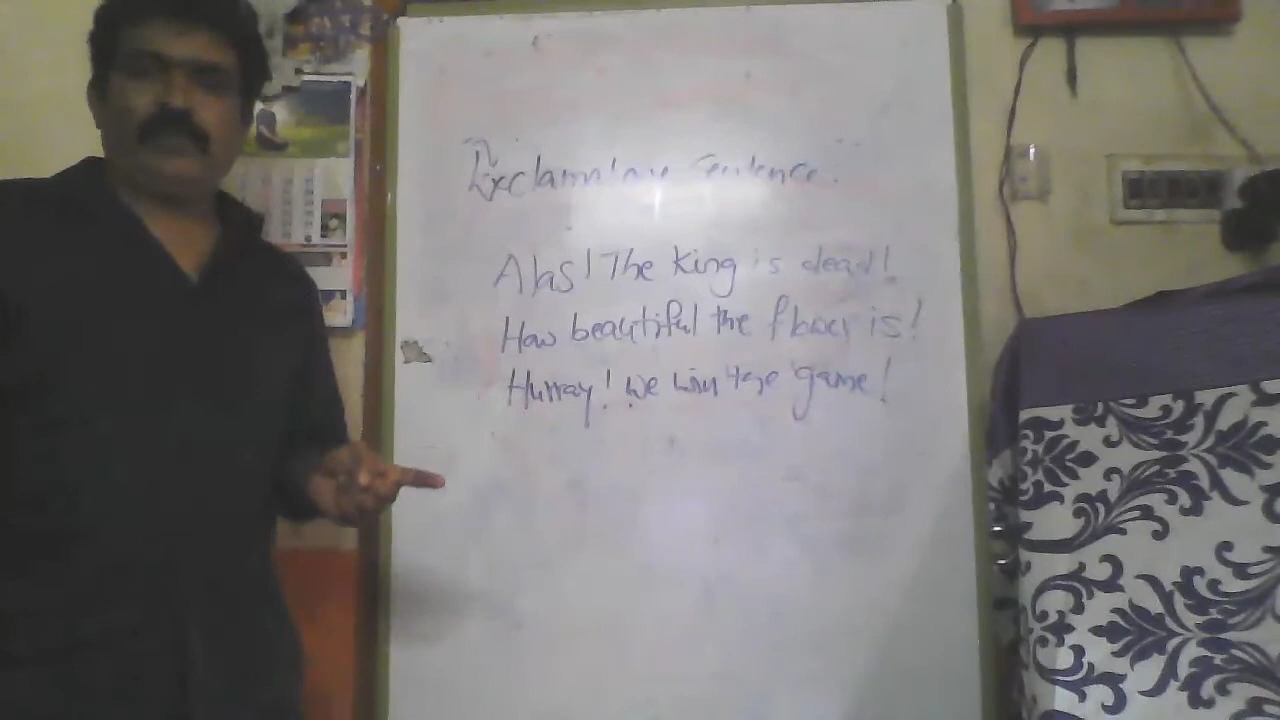 Exclamatory Sentence.
Alas! The King is dead!
How beautiful the flower is!
Hurray! We win the game!